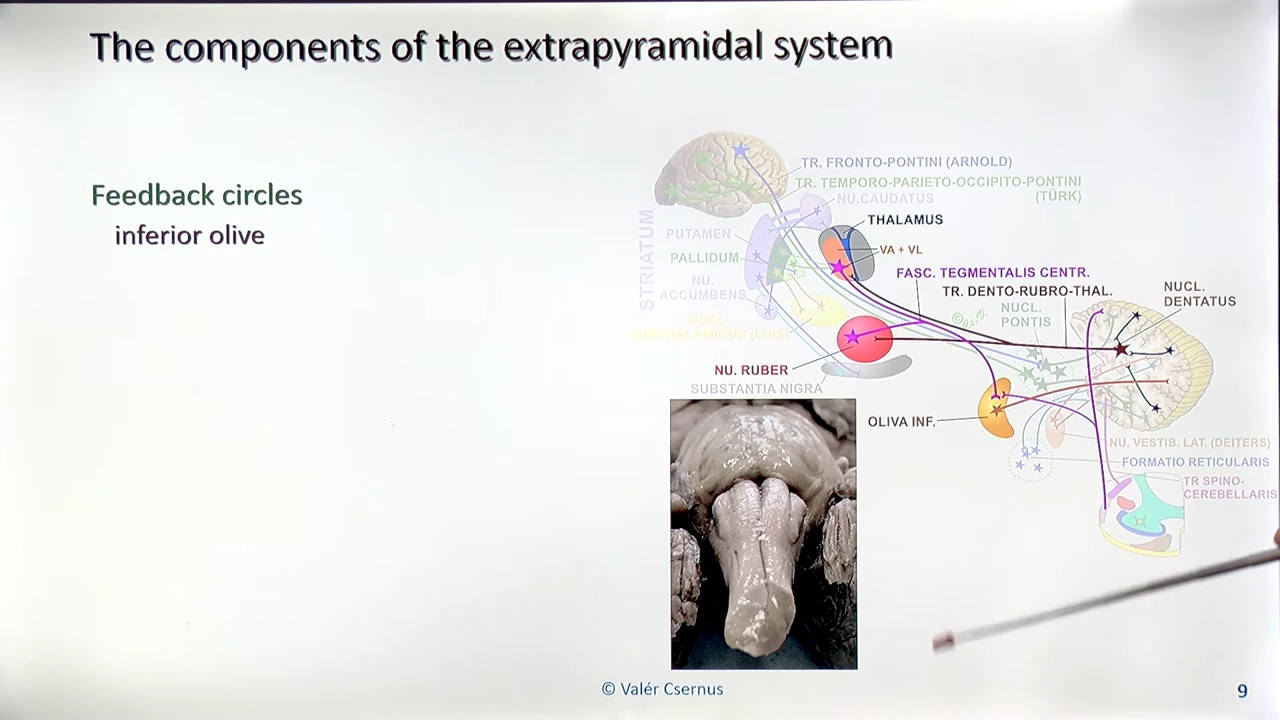 The components of the extrapyramidal system
Feedback circles
inferior olive
TR. FRONTO-PONTINI (ARNOLD)
TR. TEMPORO-PARIETO-OCCIPITO-PONTINI
(TÜRK)
NU.CAUDATUS
THALAMUS
STRIATUM
PUTAMEN
VA + VL
PALLIDUM
FASC. TEGMENTALIS CENTR.
NU.
ACCUMBENS
TR. DENTO-RUBRO-THAL.
NUCL.
DENTATUS
NUCL.
PONTIS
NUCL.
SUBTHALAMICUS (LUIS)
NU. RUBER
SUBSTANTIA NIGRA
OLIVA INF.
NU. VESTIB. LAT. (DEITERS)
FORMATIO RETICULARIS
TR SPINO-
CEREBELLARIS
© Valér Csernus
9